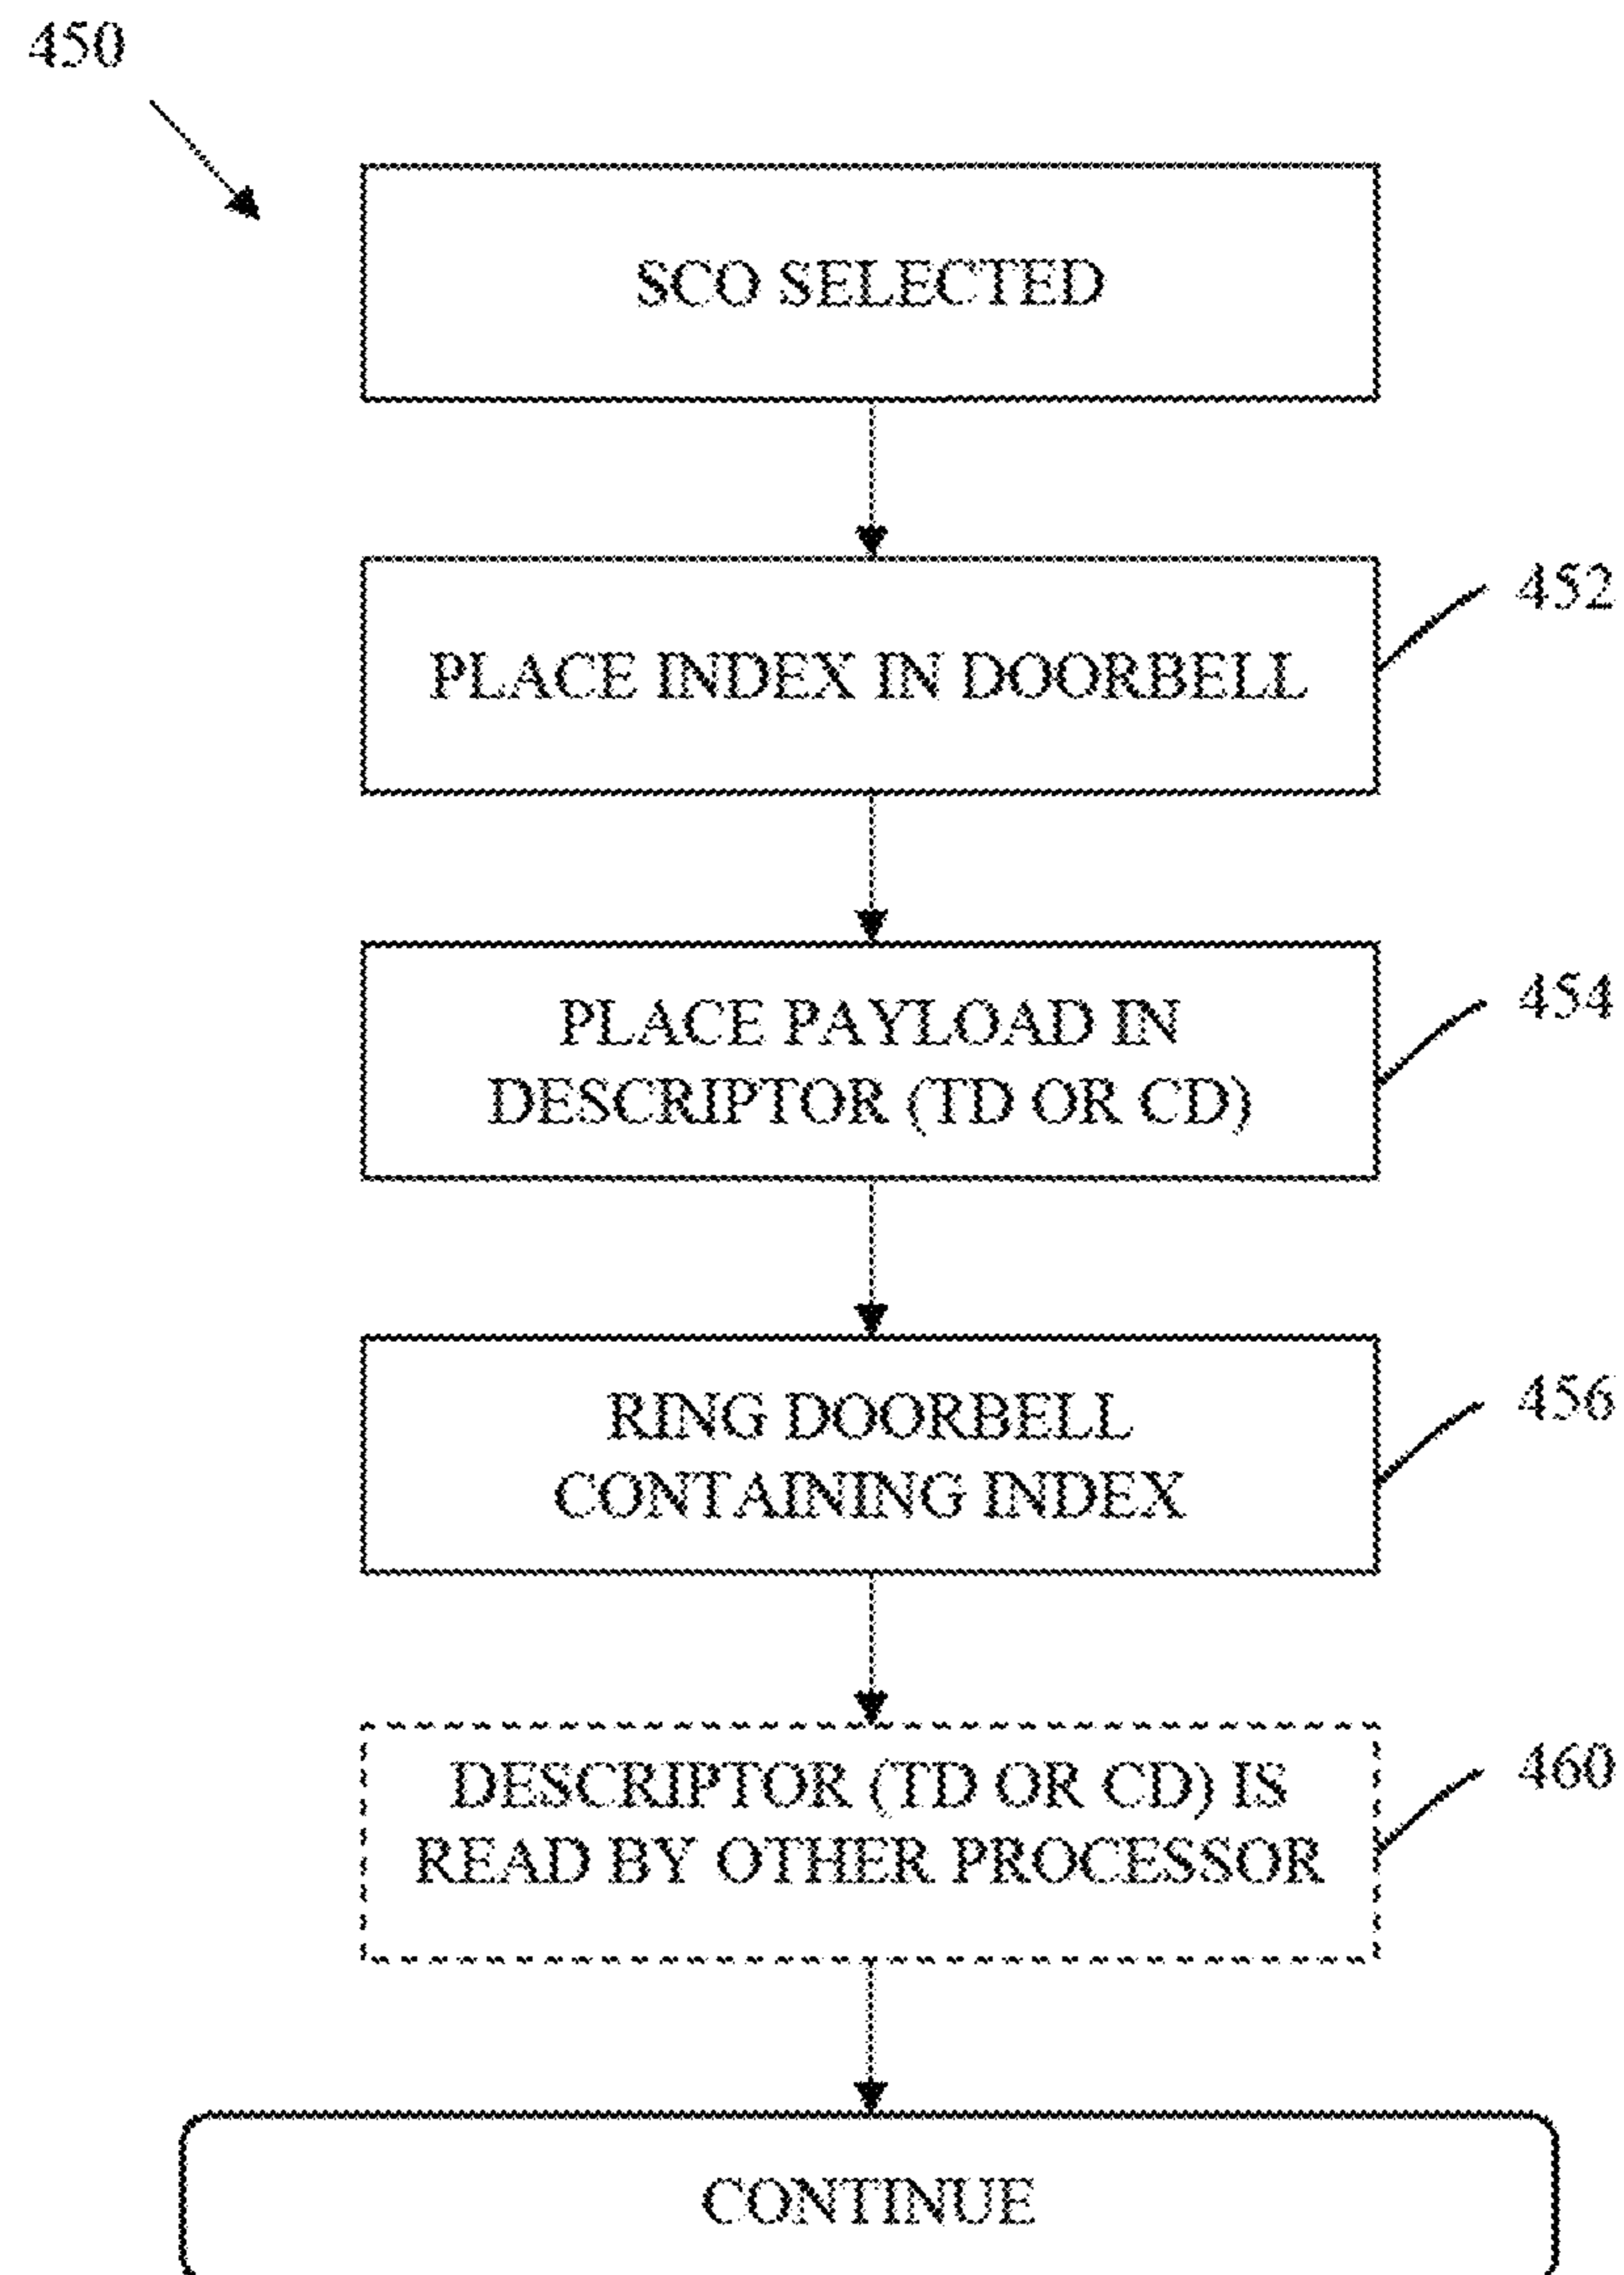 450
SCO SELECTED
PLACE INDEX IN DOORBELL
452
PLACE PAYLOAD IN
DESCRIPTOR (TD OR CD)
454
RING DOORBELL
CONTAINING INDEX
456
DESCRIPTOR (TD OR CD) IS
READ BY OTHER PROCESSOR
460
CONTINUE